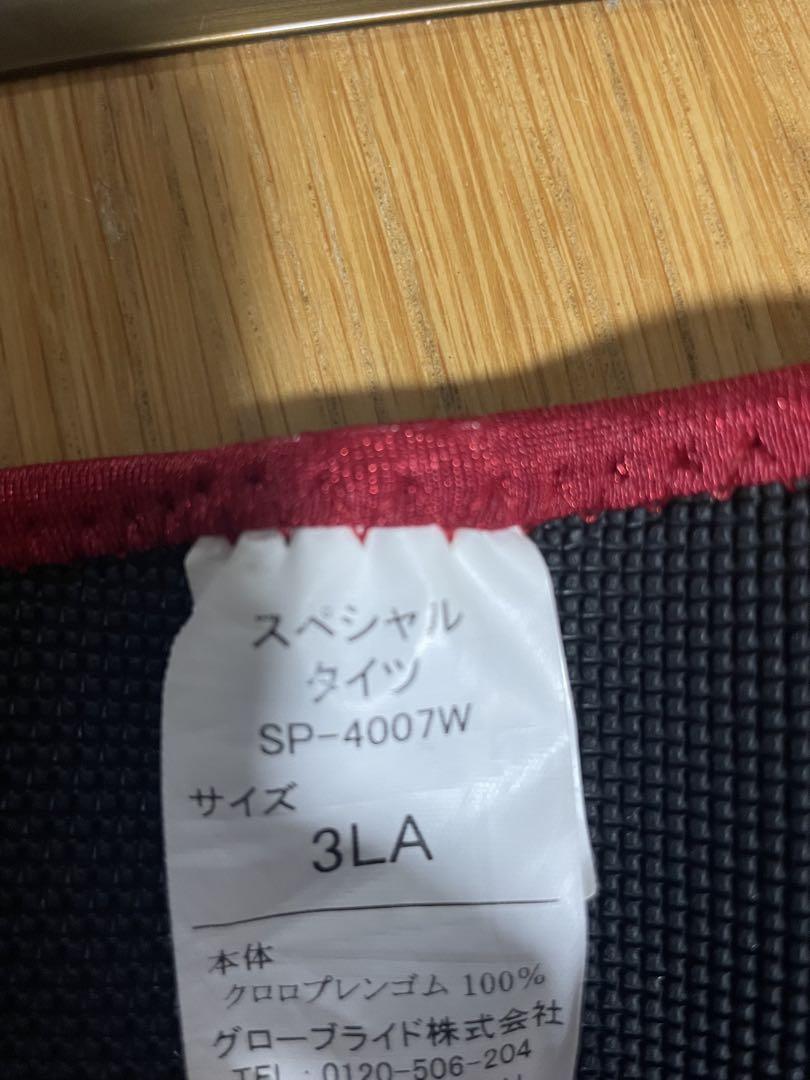 スペシャル
タイツ
SP-4007W
サイズ
3LA
本体
クロロプレンゴム 100%
グローブライド株式会社
TEL: 0120-506-204